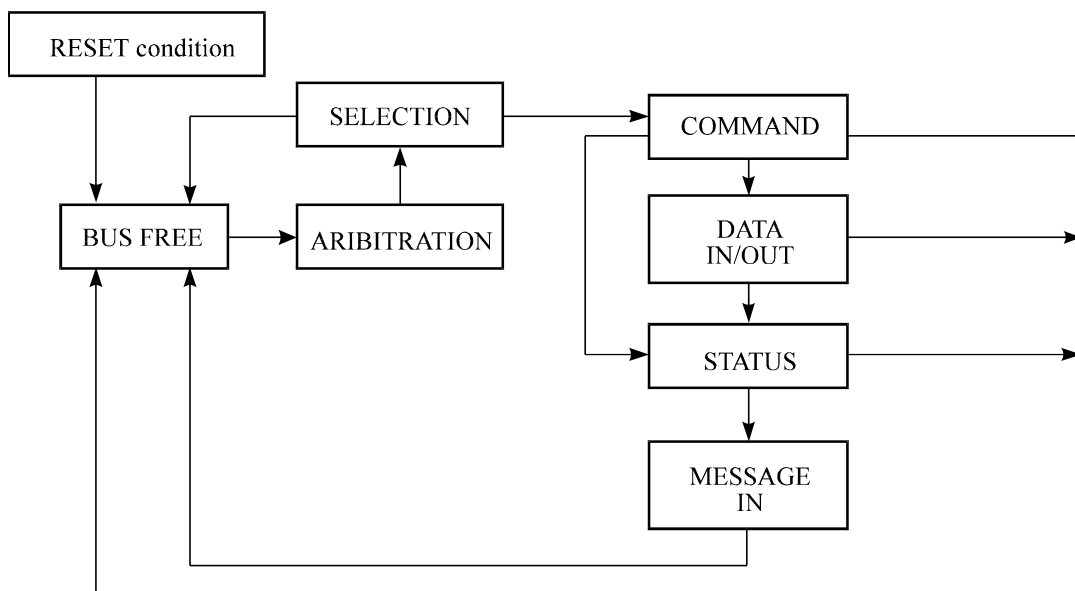 RESET condition
SELECTION
COMMAND
BUS FREE
ARIBITRATION
DATA
IN/OUT
STATUS
MESSAGE
IN